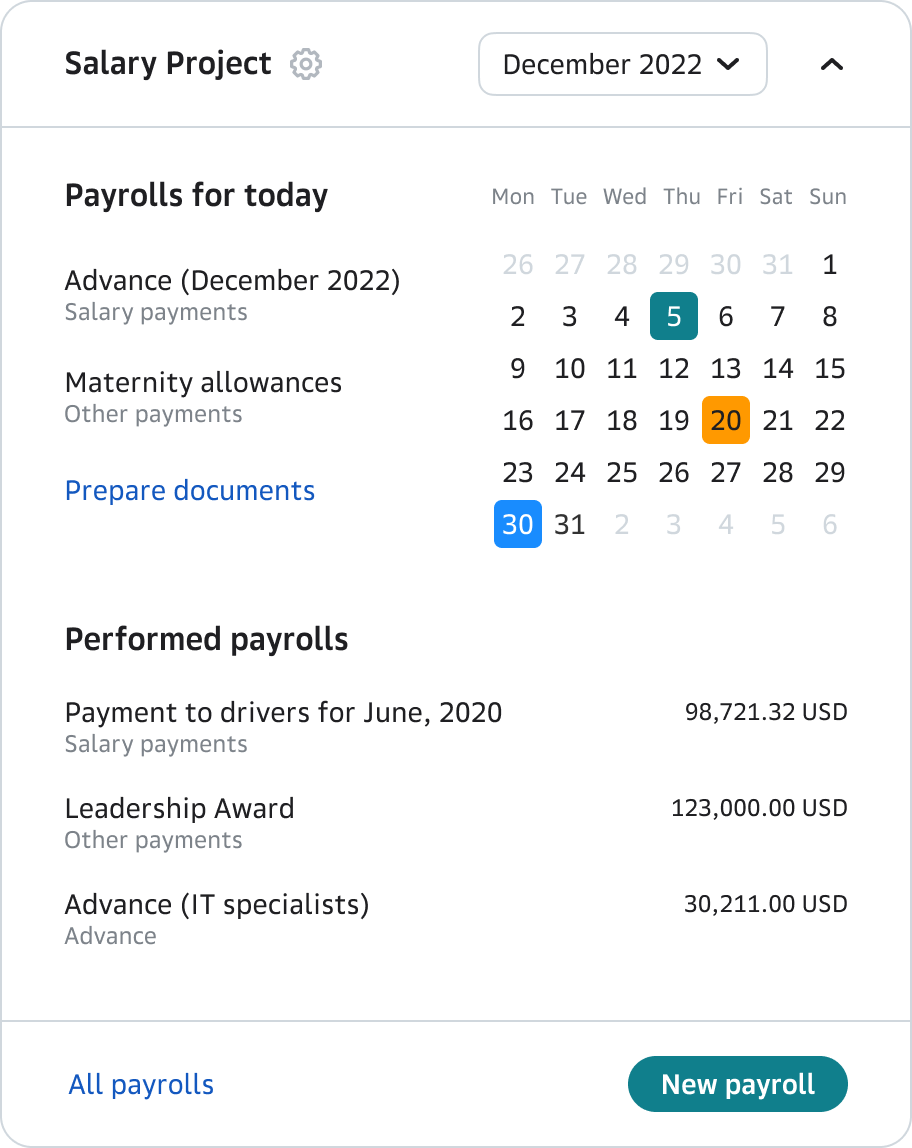 Salary Project
December 2022
Payrolls for today
Advance (December 2022)
Salary payments
Maternity allowances
Other payments
Prepare documents
Mon Tue Wed Thu Fri Sat Sun
26 27 28 29 30 31 1
2 3 4 5 6 7 8
9 10 11 12 13 14 15
16 17 18 19 20 21 22
23 24 25 26 27 28 29
30 31 2 3 4 5 6
Performed payrolls
Payment to drivers for June, 2020 98,721.32 USD
Salary payments
Leadership Award 123,000.00 USD
Other payments
Advance (IT specialists) 30,211.00 USD
Advance
All payrolls
New payroll